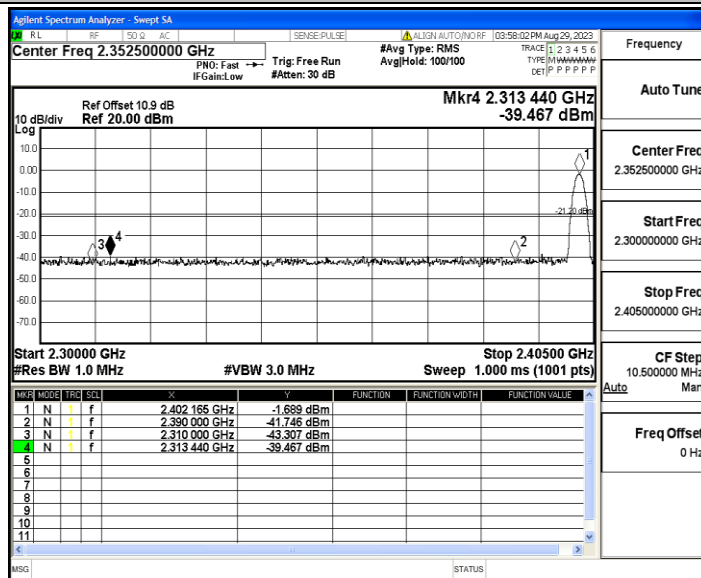 Agilent Spectrum Analyzer - Swept SA
RL RF 50 Ω AC SENSE:PULSE ALIGN AUTO/NO RF 03:58:02 PM Aug 29, 2023
Center Freq 2.352500000 GHz
PNO: Fast
IFGain:Low
Trig: Free Run
#Atten: 30 dB
#Avg Type: RMS
Avg|Hold: 100/100
TRACE 1 2 3 4 5 6
TYPE M
DET P P P P P P
Ref Offset 10.9 dB
Ref 20.00 dBm
10 dB/div
Log
Mkr4 2.313 440 GHz
-39.467 dBm
10.0
0.00
-10.0
-20.0
-30.0
-40.0
-50.0
-60.0
-70.0
1
-21.20 dBm
2
3
4
Start 2.30000 GHz
Stop 2.40500 GHz
#Res BW 1.0 MHz
#VBW 3.0 MHz
Sweep 1.000 ms (1001 pts)
MKR MODE TRC SCL X Y FUNCTION FUNCTION WIDTH FUNCTION VALUE
1 N 1 f 2.402 165 GHz -1.689 dBm
2 N 1 f 2.390 000 GHz -41.746 dBm
3 N 1 f 2.310 000 GHz -43.307 dBm
4 N 1 f 2.313 440 GHz -39.467 dBm
5
6
7
8
9
10
11
MSG
STATUS
Frequency
Auto Tune
Center Freq
2.352500000 GHz
Start Freq
2.300000000 GHz
Stop Freq
2.405000000 GHz
CF Step
10.500000 MHz
Auto Man
Freq Offset
0 Hz